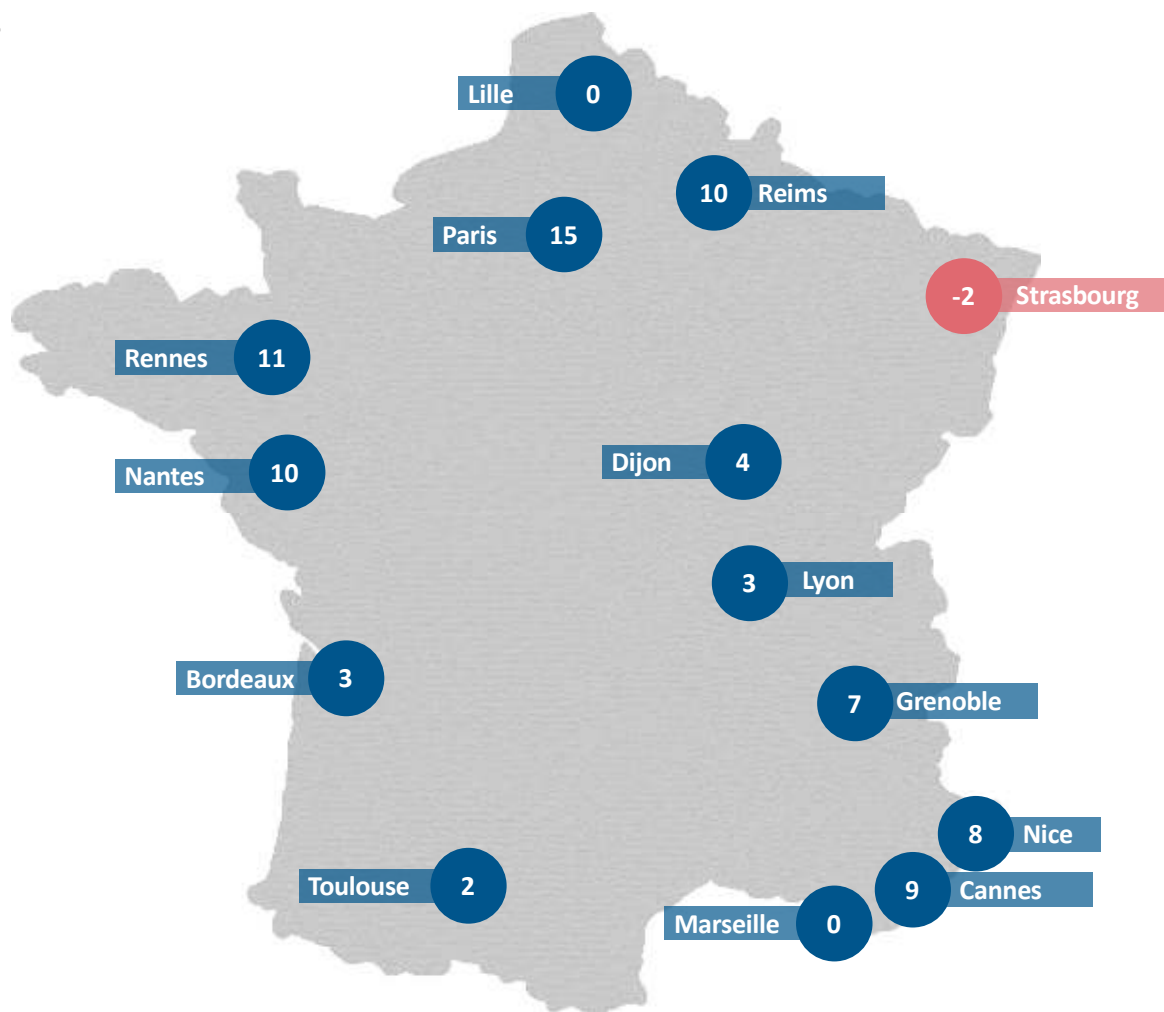 Lille 0
10 Reims
Paris 15
-2 Strasbourg
Rennes 11
Dijon 4
Nantes 10
3 Lyon
Bordeaux 3
7 Grenoble
8 Nice
Toulouse 2
9 Cannes
Marseille 0